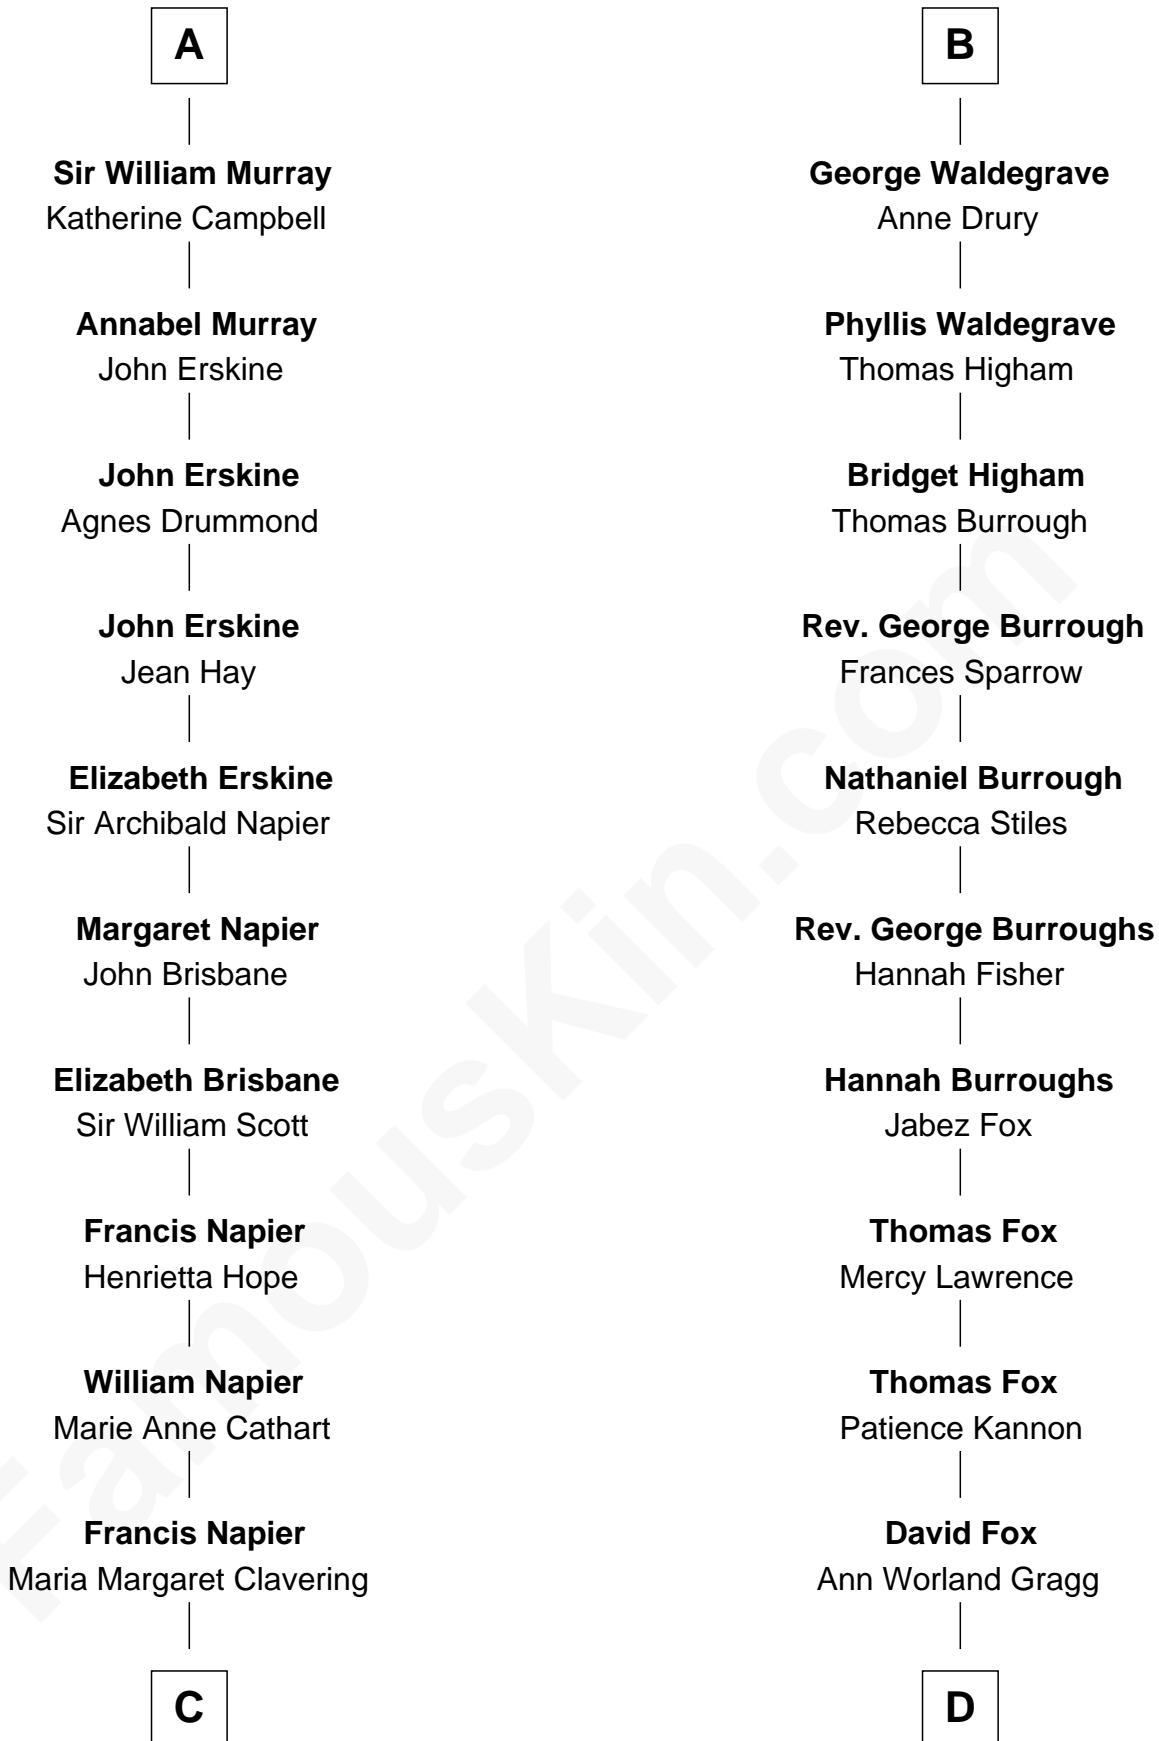 A
Sir William Murray
Katherine Campbell
Annabel Murray
John Erskine
John Erskine
Agnes Drummond
John Erskine
Jean Hay
Elizabeth Erskine
Sir Archibald Napier
Margaret Napier
John Brisbane
Elizabeth Brisbane
Sir William Scott
Francis Napier
Henrietta Hope
William Napier
Marie Anne Cathart
Francis Napier
Maria Margaret Clavering
C
B
George Waldegrave
Anne Drury
Phyllis Waldegrave
Thomas Higham
Bridget Higham
Thomas Burrough
Rev. George Burrough
Frances Sparrow
Nathaniel Burrough
Rebecca Stiles
Rev. George Burroughs
Hannah Fisher
Hannah Burroughs
Jabez Fox
Thomas Fox
Mercy Lawrence
Thomas Fox
Patience Kannon
David Fox
Ann Worland Gragg
D
FamousKin.com